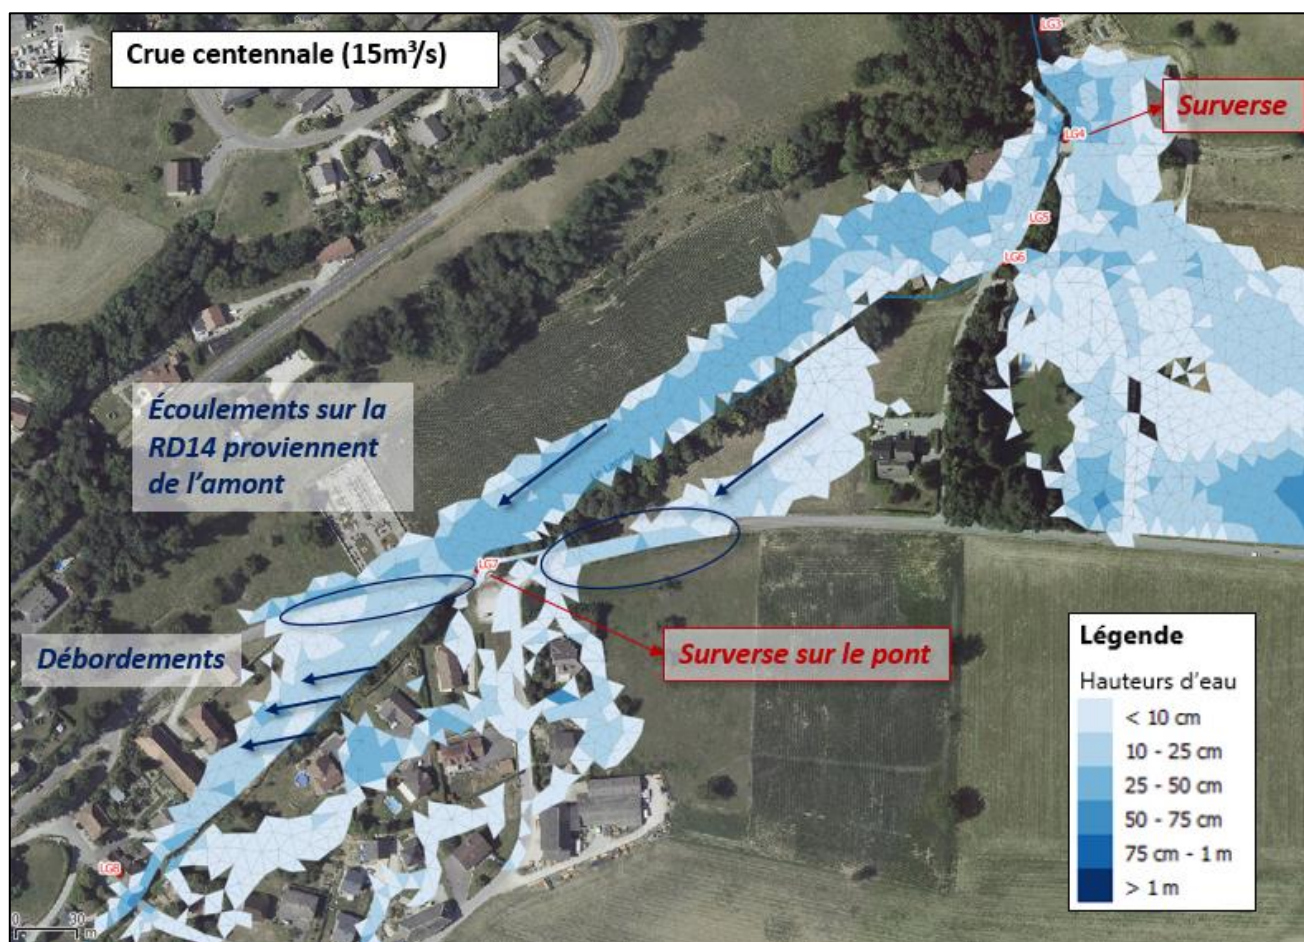 Crue centennale (15m³/s)
N
LG3
Surverse
LG4
LG5
LG6
Écoulements sur la
RD14 proviennent
de l'amont
LG7
Débordements
Surverse sur le pont
Légende
Hauteurs d'eau
< 10 cm
10 - 25 cm
25 - 50 cm
50 - 75 cm
75 cm - 1 m
> 1 m
LG8
0 30
m